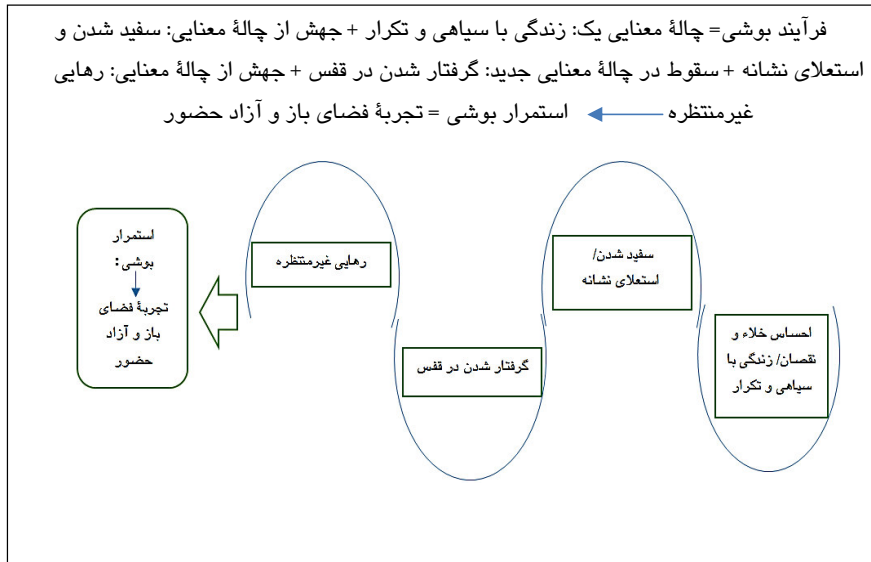 فرآیند بوشی= چالۀ معنایی یک: زندگی با سیاهی و تکرار + جهش از چالۀ معنایی: سفید شدن و
استعلای نشانه + سقوط در چالۀ معنایی جدید: گرفتار شدن در قفس + جهش از چالۀ معنایی: رهایی
غیرمنتظره استمرار بوشی = تجربۀ فضای باز و آزاد حضور
احساس خلاء و
نقصان/ زندگی با
سیاهی و تکرار
سفید شدن/
استعلای نشانه
گرفتار شدن در قفس
رهایی غیرمنتظره
استمرار
بوشی:
تجربۀ فضای
باز و آزاد
حضور